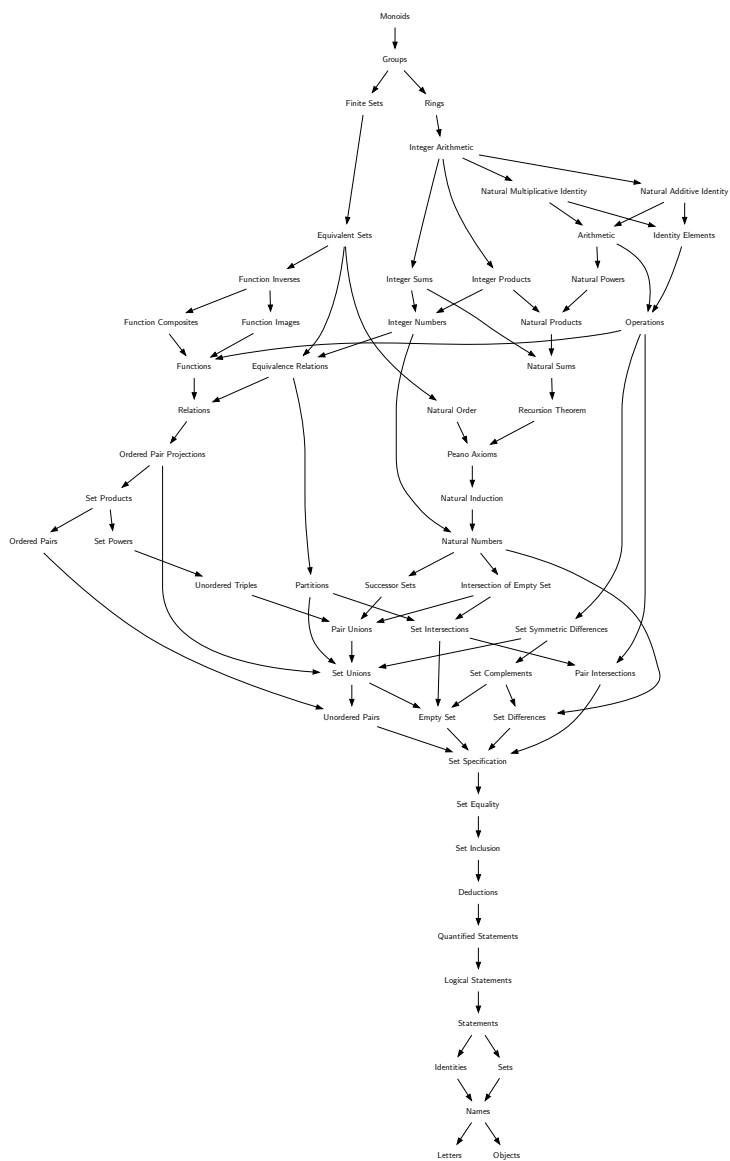 Monoids
Groups
Finite Sets Rings
Integer Arithmetic
Natural Multiplicative Identity Natural Additive Identity
Equivalent Sets Arithmetic Identity Elements
Function Inverses Integer Sums Integer Products Natural Powers
Function Composites Function Images Integer Numbers Natural Products Operations
Functions Equivalence Relations Natural Sums
Relations Natural Order Recursion Theorem
Ordered Pair Projections Peano Axioms
Set Products Natural Induction
Ordered Pairs Set Powers Natural Numbers
Unordered Triples Partitions Successor Sets Intersection of Empty Set
Pair Unions Set Intersections Set Symmetric Differences
Set Unions Set Complements Pair Intersections
Unordered Pairs Empty Set Set Differences
Set Specification
Set Equality
Set Inclusion
Deductions
Quantified Statements
Logical Statements
Statements
Identities Sets
Names
Letters Objects